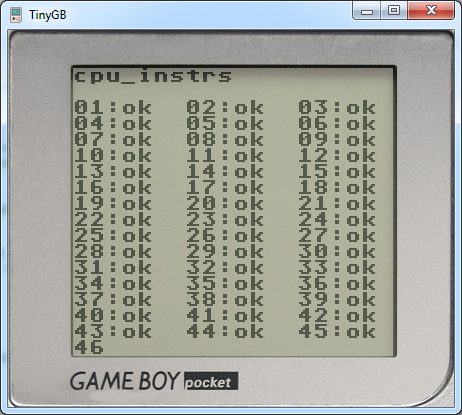 TinyGB
cpu_instrs
01:ok 02:ok 03:ok
04:ok 05:ok 06:ok
07:ok 08:ok 09:ok
10:ok 11:ok 12:ok
13:ok 14:ok 15:ok
16:ok 17:ok 18:ok
19:ok 20:ok 21:ok
22:ok 23:ok 24:ok
25:ok 26:ok 27:ok
28:ok 29:ok 30:ok
31:ok 32:ok 33:ok
34:ok 35:ok 36:ok
37:ok 38:ok 39:ok
40:ok 41:ok 42:ok
43:ok 44:ok 45:ok
46
GAME BOY pocket